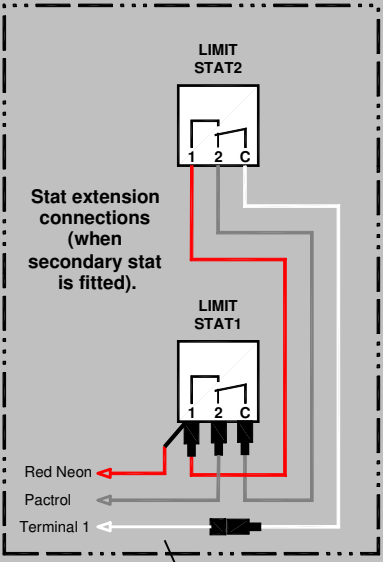 LIMIT
STAT2
1 2 C
Stat extension
connections
(when
secondary stat
is fitted).
LIMIT
STAT1
1 2 C
Red Neon
Pactrol
Terminal 1